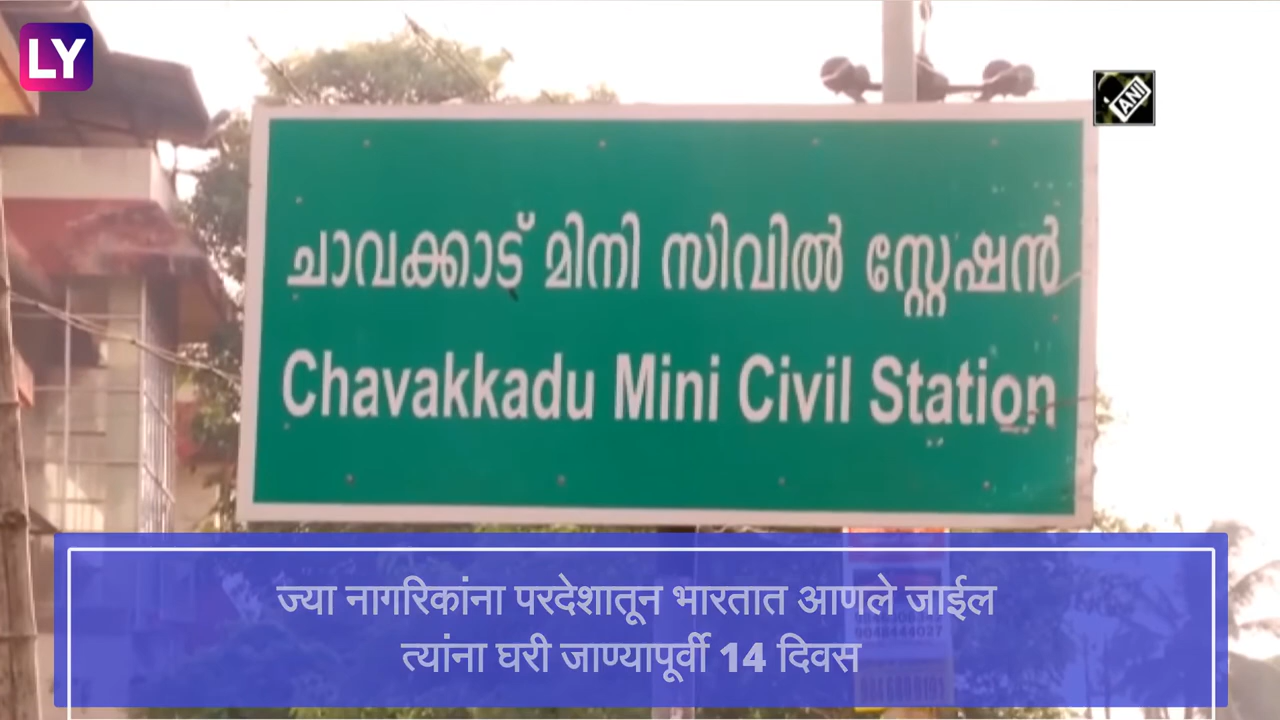 LY
ANI
ചാവക്കാട് മിനി സിവിൽ സ്റ്റേഷൻ
Chavakkadu Mini Civil Station
ज्या नागरिकांना परदेशातून भारतात आणले जाईल
त्यांना घरी जाण्यापूर्वी 14 दिवस